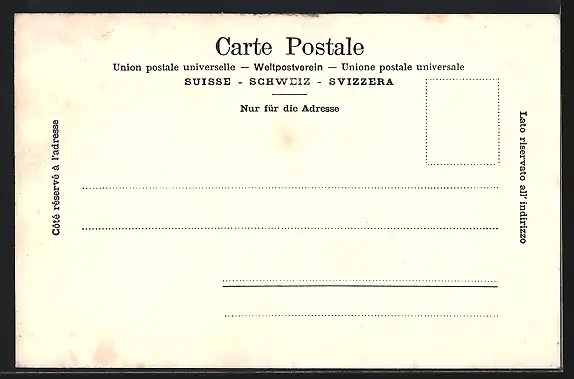 Carte Postale
Union postale universelle — Weltpostverein — Unione postale universale
SUISSE - SCHWEIZ - SVIZZERA
Nur für die Adresse
Côté réservé à l'adresse
Lato riservato all' indirizzo